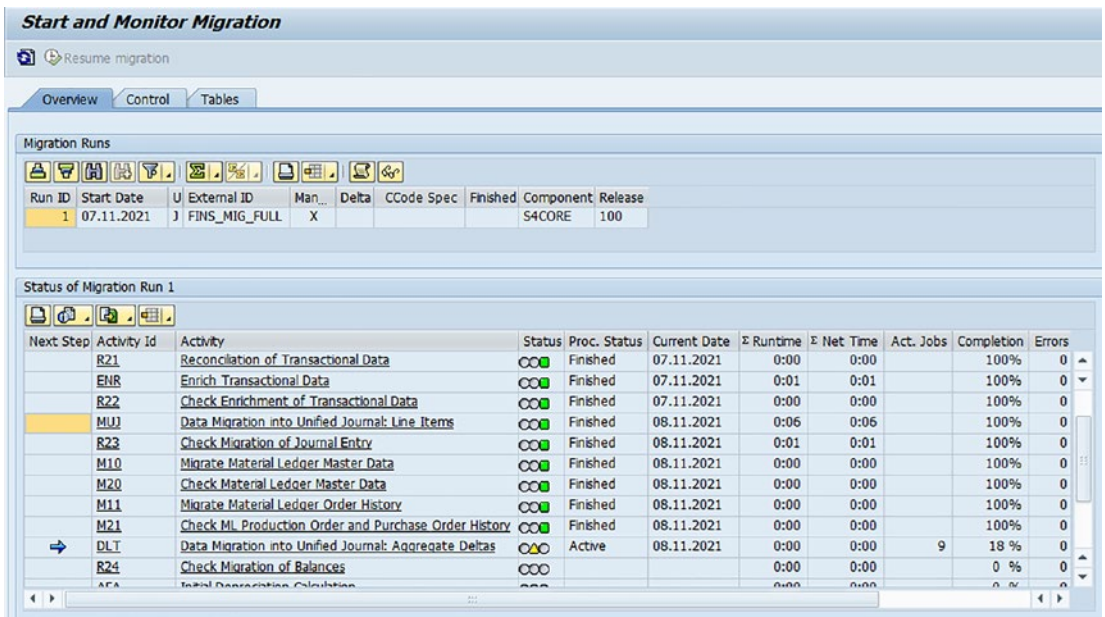 Start and Monitor Migration
Resume migration
Overview Control Tables
Migration Runs
Run ID Start Date U External ID Man_ Delta CCode Spec Finished Component Release
1 07.11.2021 J FINS_MIG_FULL X S4CORE 100
Status of Migration Run 1
Next Step Activity Id Activity Status Proc. Status Current Date Σ Runtime Σ Net Time Act. Jobs Completion Errors
R21 Reconciliation of Transactional Data Finished 07.11.2021 0:00 0:00 100% 0
ENR Enrich Transactional Data Finished 07.11.2021 0:01 0:01 100% 0
R22 Check Enrichment of Transactional Data Finished 07.11.2021 0:00 0:00 100% 0
MUJ Data Migration into Unified Journal: Line Items Finished 08.11.2021 0:06 0:06 100% 0
R23 Check Migration of Journal Entry Finished 08.11.2021 0:01 0:01 100% 0
M10 Migrate Material Ledger Master Data Finished 08.11.2021 0:00 0:00 100% 0
M20 Check Material Ledger Master Data Finished 08.11.2021 0:00 0:00 100% 0
M11 Migrate Material Ledger Order History Finished 08.11.2021 0:00 0:00 100% 0
M21 Check ML Production Order and Purchase Order History Finished 08.11.2021 0:00 0:00 100% 0
DLT Data Migration into Unified Journal: Aggregate Deltas Active 08.11.2021 0:00 0:00 9 18 % 0
R24 Check Migration of Balances 0:00 0:00 0 % 0
Initial Depreciation Calculation 0:00 0:00 0 % 0